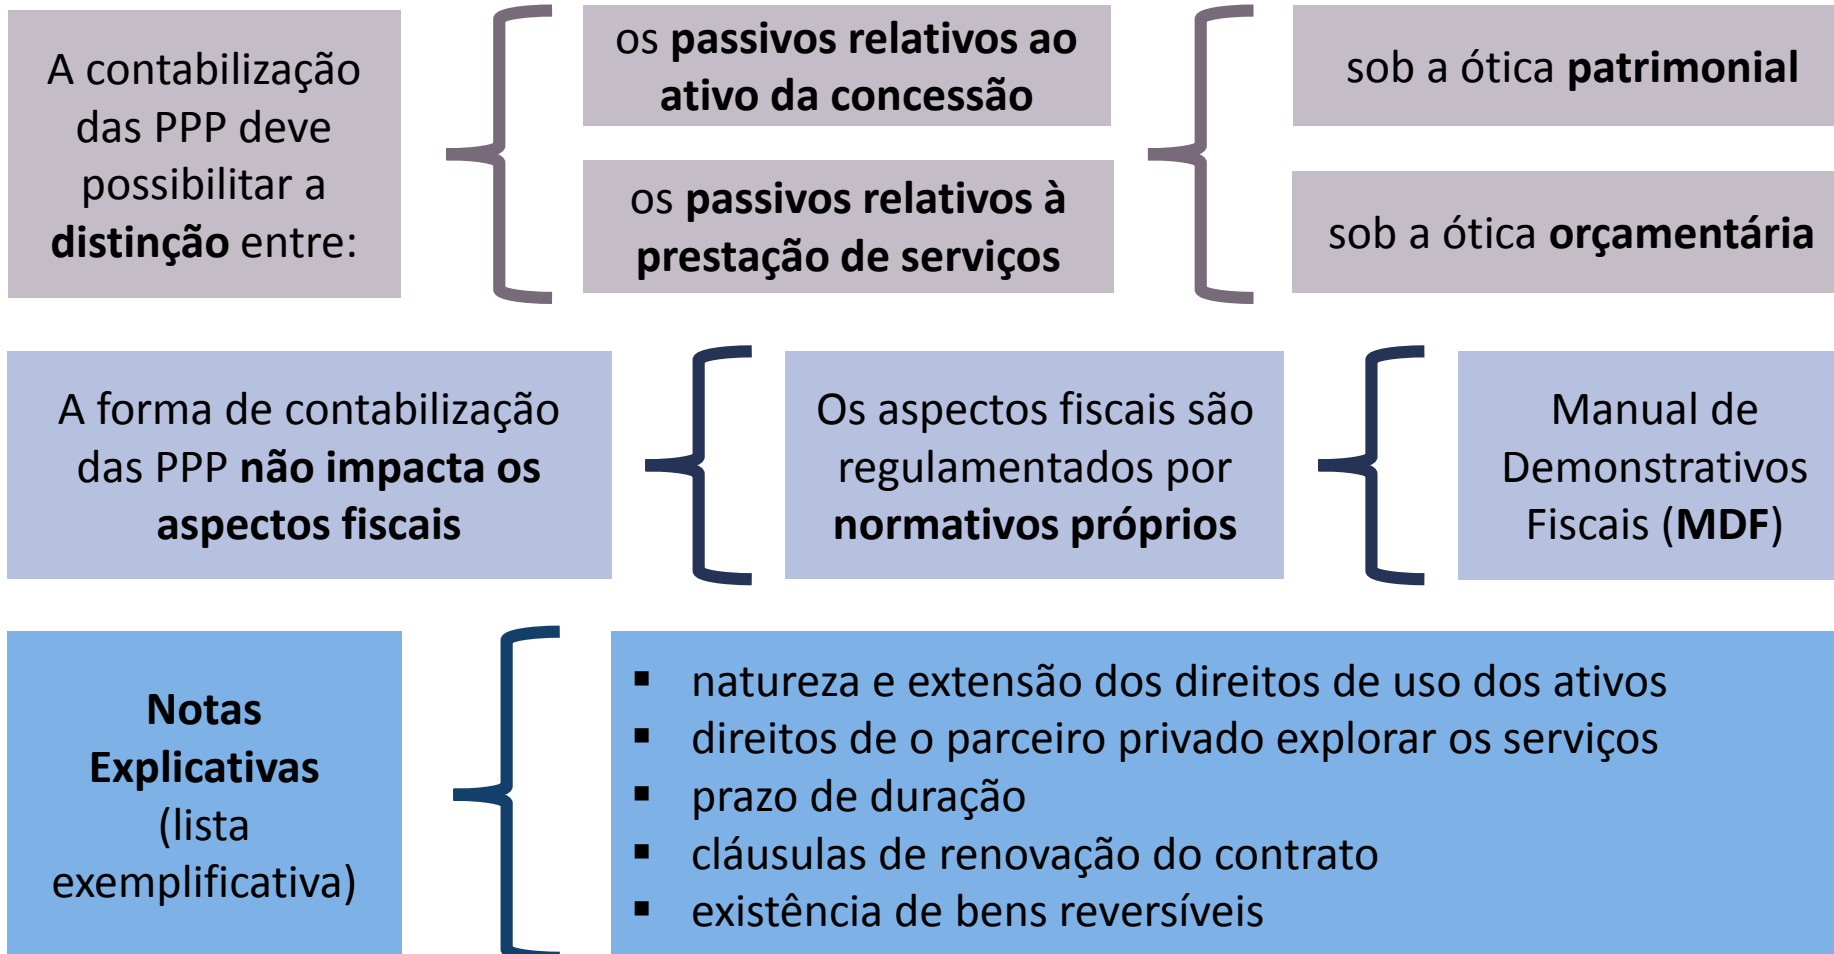 A contabilização
das PPP deve
possibilitar a
distinção entre:
os passivos relativos ao
ativo da concessão
os passivos relativos à
prestação de serviços
sob a ótica patrimonial
sob a ótica orçamentária
A forma de contabilização
das PPP não impacta os
aspectos fiscais
Os aspectos fiscais são
regulamentados por
normativos próprios
Manual de
Demonstrativos
Fiscais (MDF)
Notas
Explicativas
(lista
exemplificativa)
▪ natureza e extensão dos direitos de uso dos ativos
▪ direitos de o parceiro privado explorar os serviços
▪ prazo de duração
▪ cláusulas de renovação do contrato
▪ existência de bens reversíveis